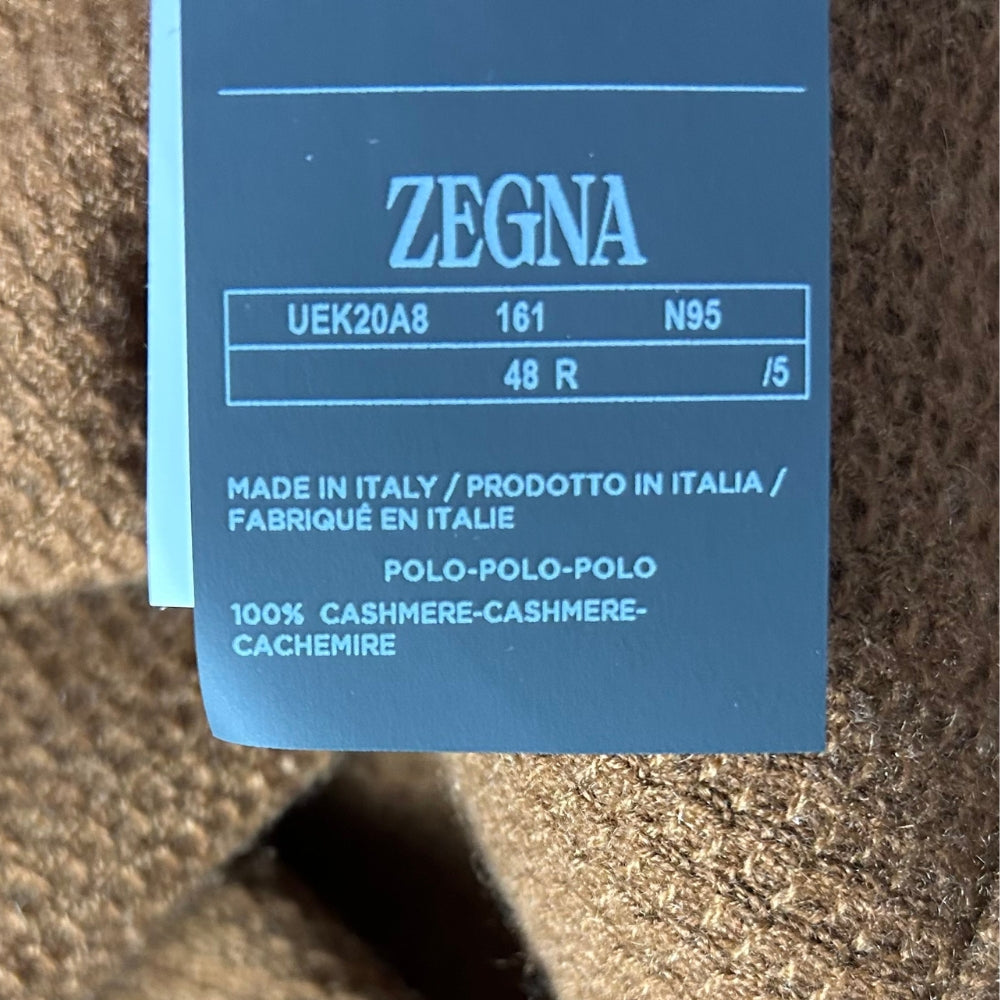 ZEGNA
UEK20A8 161 N95
48 R /5
MADE IN ITALY / PRODOTTO IN ITALIA /
FABRIQUÉ EN ITALIE
POLO-POLO-POLO
100% CASHMERE-CASHMERE-
CACHEMIRE